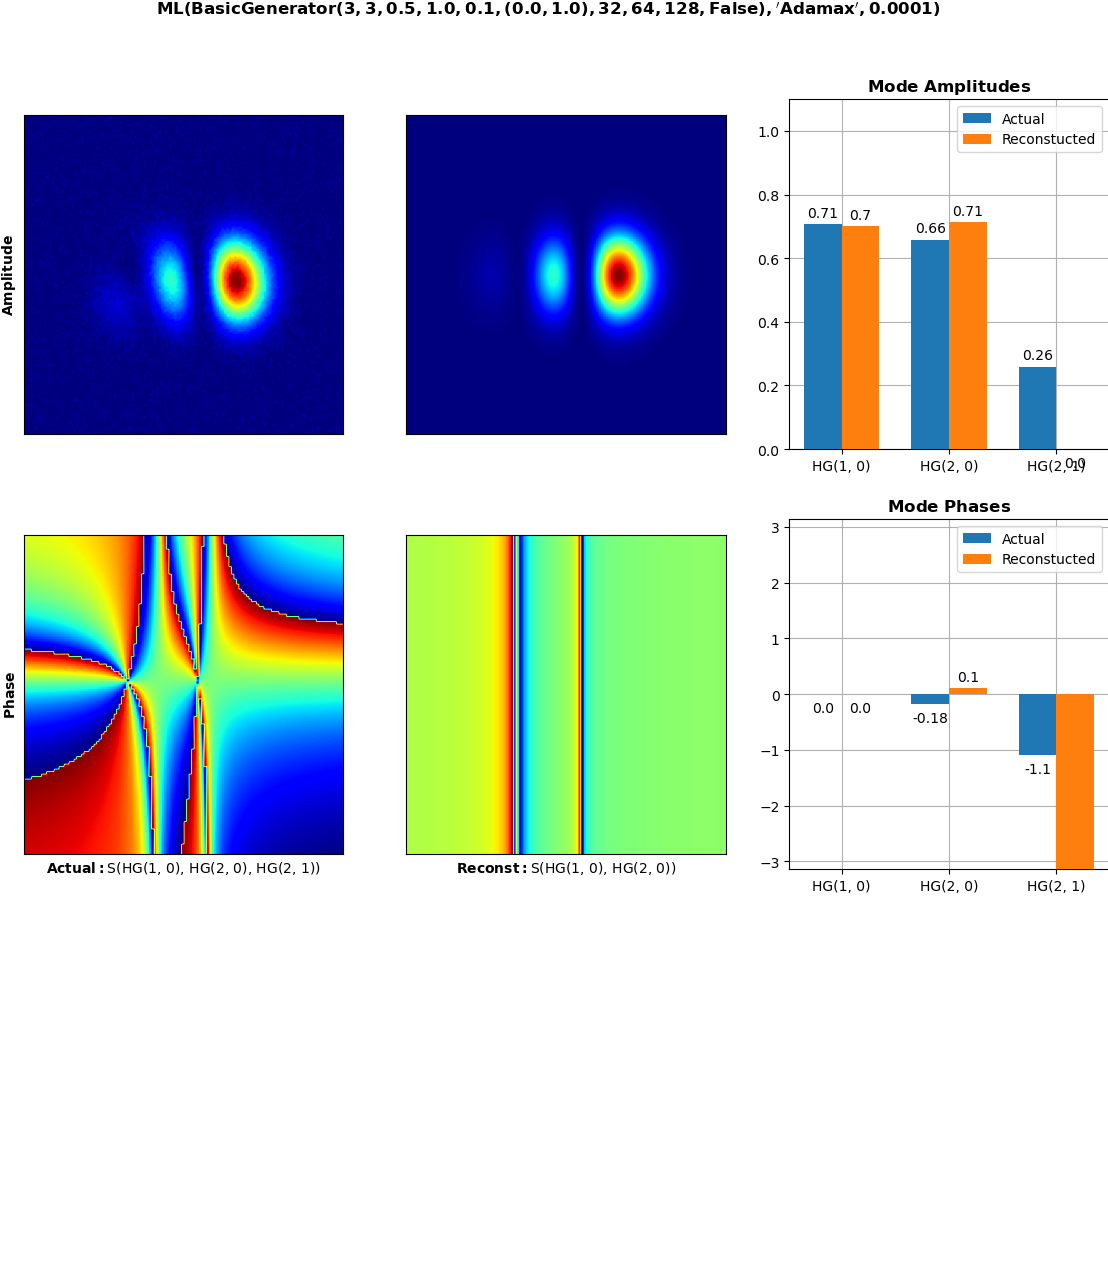 ML(BasicGenerator(3, 3, 0.5, 1.0, 0.1, (0.0, 1.0), 32, 64, 128, False), ′Adamax′, 0.0001)
Amplitude
Mode Amplitudes
Actual
Reconstucted
1.0
0.8
0.6
0.4
0.2
0.0
0.71
0.7
0.66
0.71
0.26
0.0
HG(1, 0)
HG(2, 0)
HG(2, 1)
Phase
Actual: S(HG(1, 0), HG(2, 0), HG(2, 1))
Reconst: S(HG(1, 0), HG(2, 0))
Mode Phases
Actual
Reconstucted
3
2
1
0
−1
−2
−3
0.0
0.0
-0.18
0.1
-1.1
HG(1, 0)
HG(2, 0)
HG(2, 1)